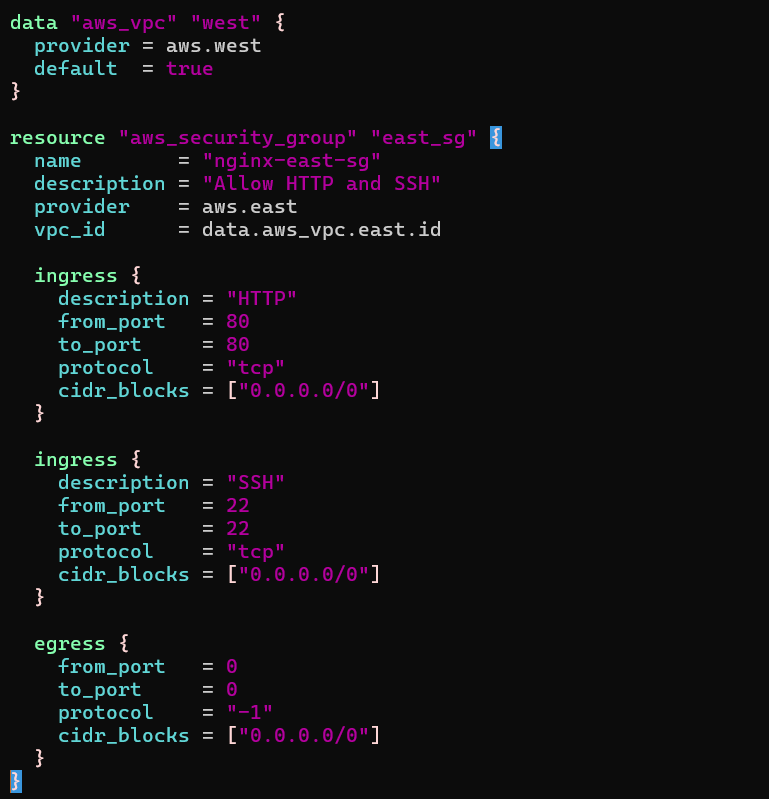 data "aws_vpc" "west" {
  provider = aws.west
  default  = true
}

resource "aws_security_group" "east_sg" {
  name        = "nginx-east-sg"
  description = "Allow HTTP and SSH"
  provider    = aws.east
  vpc_id      = data.aws_vpc.east.id

  ingress {
    description = "HTTP"
    from_port   = 80
    to_port     = 80
    protocol    = "tcp"
    cidr_blocks = ["0.0.0.0/0"]
  }

  ingress {
    description = "SSH"
    from_port   = 22
    to_port     = 22
    protocol    = "tcp"
    cidr_blocks = ["0.0.0.0/0"]
  }

  egress {
    from_port   = 0
    to_port     = 0
    protocol    = "-1"
    cidr_blocks = ["0.0.0.0/0"]
  }
}